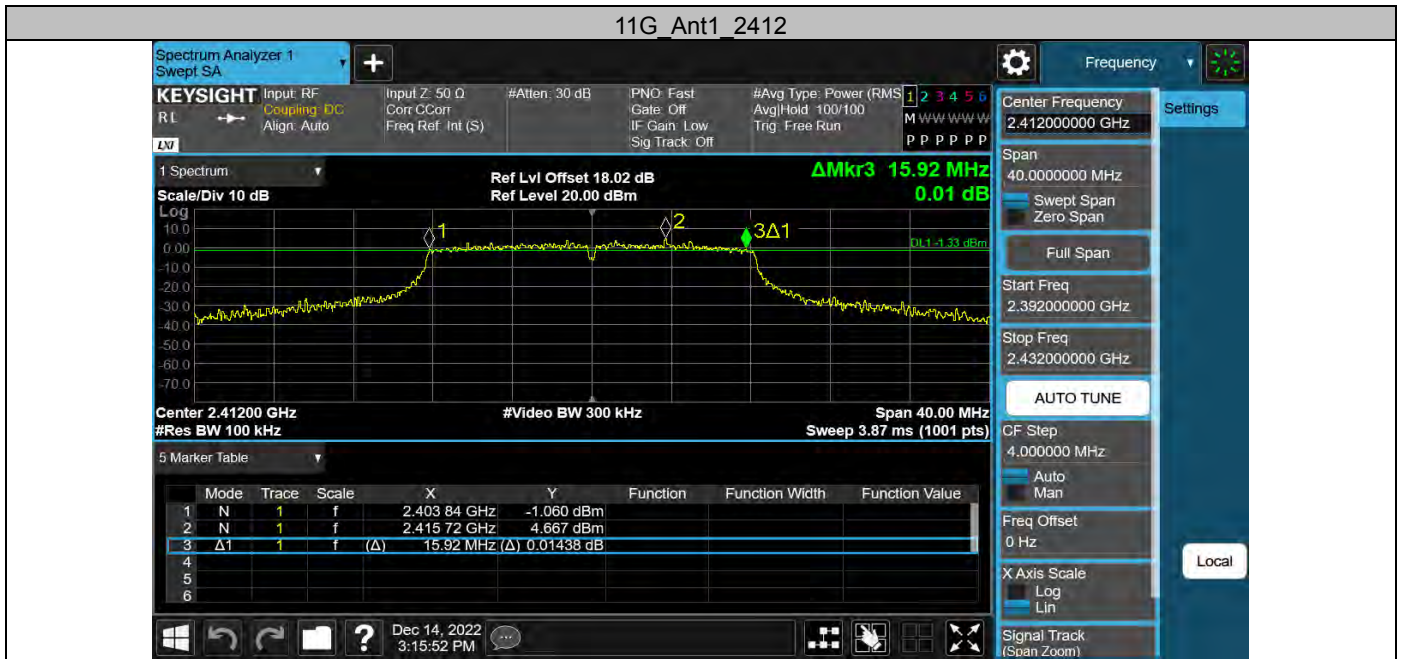 11G_Ant1_2412
Spectrum Analyzer 1
Swept SA
Frequency
KEYSIGHT
RL
LXI
Input: RF
Coupling: DC
Align: Auto
Input Z: 50 Ω
Corr CCorr
Freq Ref: Int (S)
#Atten: 30 dB
PNO: Fast
Gate: Off
IF Gain: Low
Sig Track: Off
#Avg Type: Power (RMS
Avg|Hold: 100/100
Trig: Free Run
1 2 3 4 5 6
M W W W W W
P P P P P P
1 Spectrum
Scale/Div 10 dB
Ref Lvl Offset 18.02 dB
Ref Level 20.00 dBm
ΔMkr3 15.92 MHz
0.01 dB
Log
10.0
0.00
-10.0
-20.0
-30.0
-40.0
-50.0
-60.0
-70.0
1
2
3Δ1
DL1 -1.33 dBm
Center 2.41200 GHz
#Res BW 100 kHz
#Video BW 300 kHz
Span 40.00 MHz
Sweep 3.87 ms (1001 pts)
5 Marker Table
Mode Trace Scale X Y Function Function Width Function Value
1 N 1 f 2.403 84 GHz -1.060 dBm
2 N 1 f 2.415 72 GHz 4.667 dBm
3 Δ1 1 f (Δ) 15.92 MHz (Δ) 0.01438 dB
4
5
6
Dec 14, 2022
3:15:52 PM
Center Frequency
2.412000000 GHz
Settings
Span
40.0000000 MHz
Swept Span
Zero Span
Full Span
Start Freq
2.392000000 GHz
Stop Freq
2.432000000 GHz
AUTO TUNE
CF Step
4.000000 MHz
Auto
Man
Freq Offset
0 Hz
X Axis Scale
Log
Lin
Local
Signal Track
(Span Zoom)